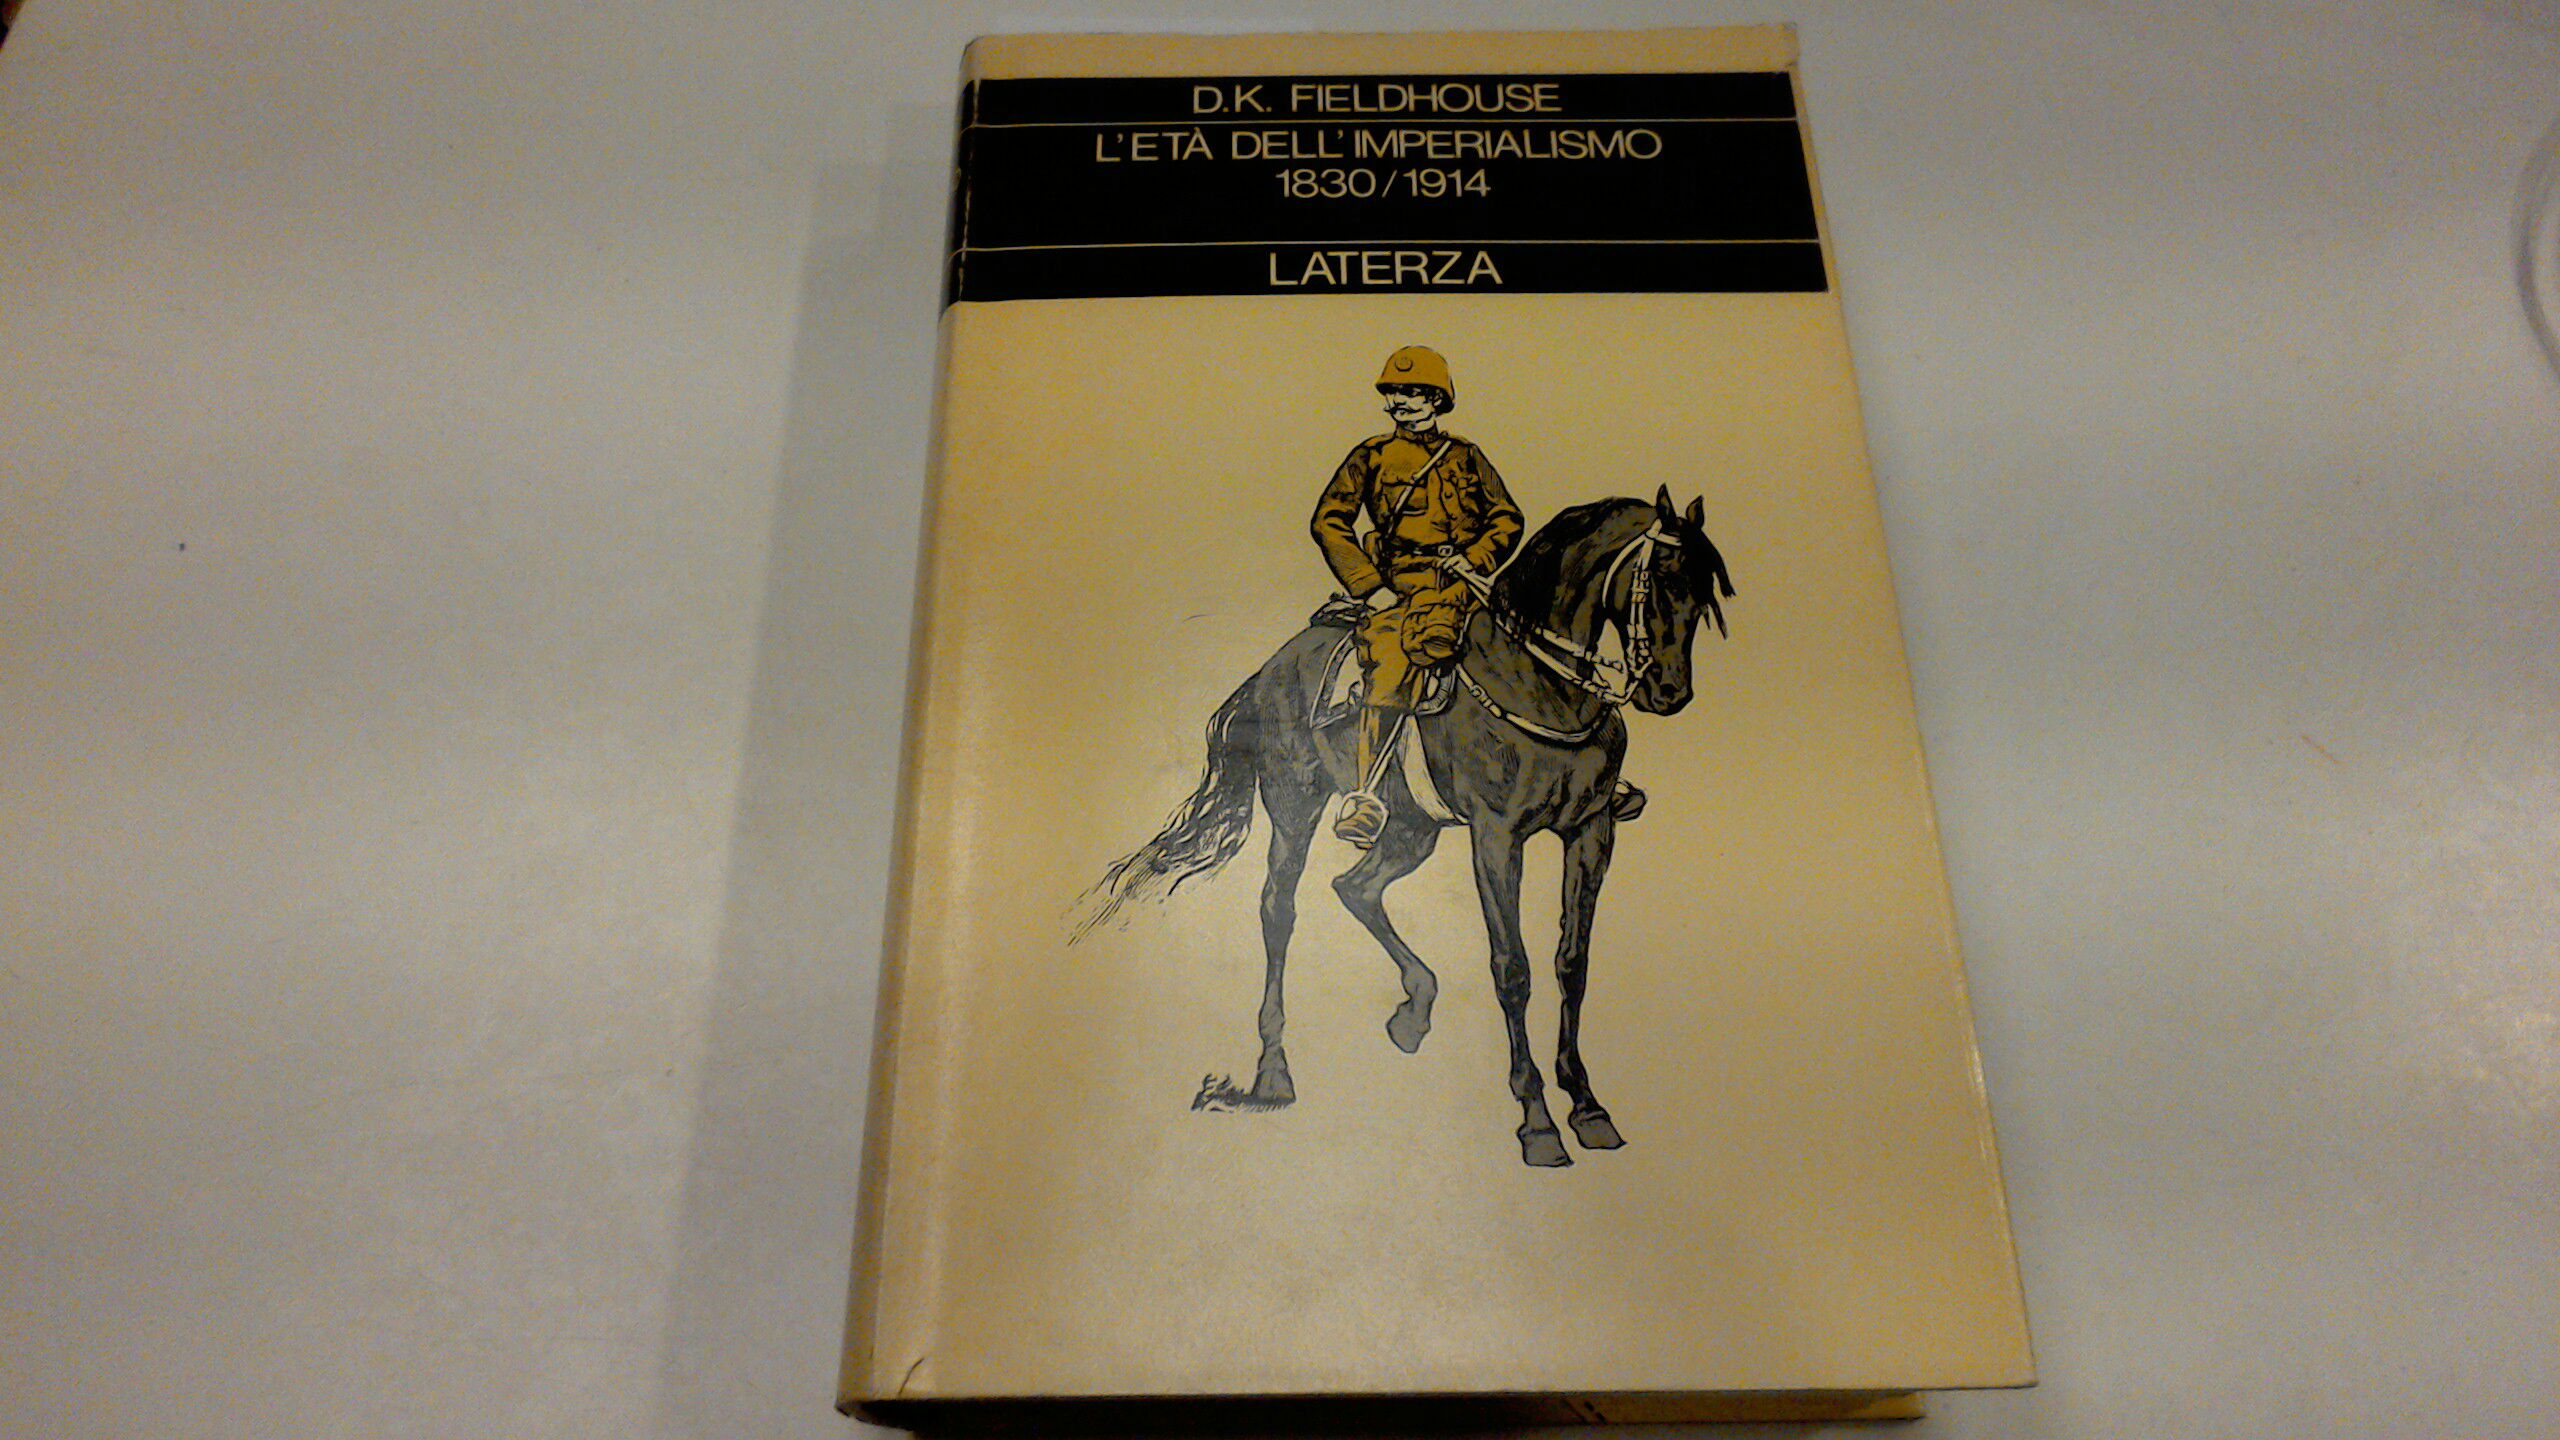 D.K. FIELDHOUSE
L'ETÀ DELL'IMPERIALISMO
1830/1914
LATERZA